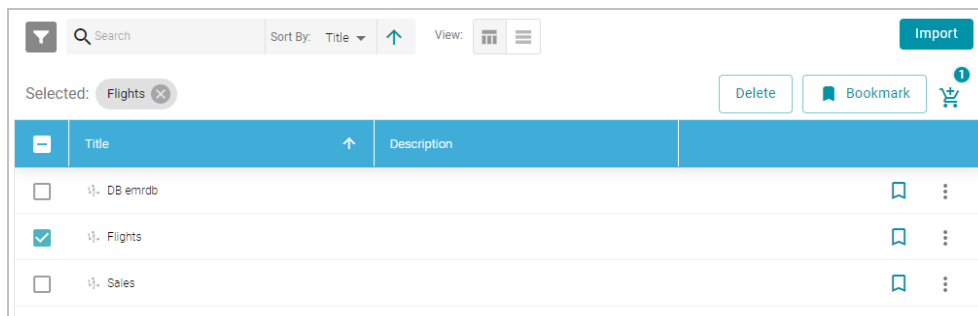 Search Sort By: Title View: Import
Selected: Flights Delete Bookmark 1
Title Description
DB emrdb
Flights
Sales